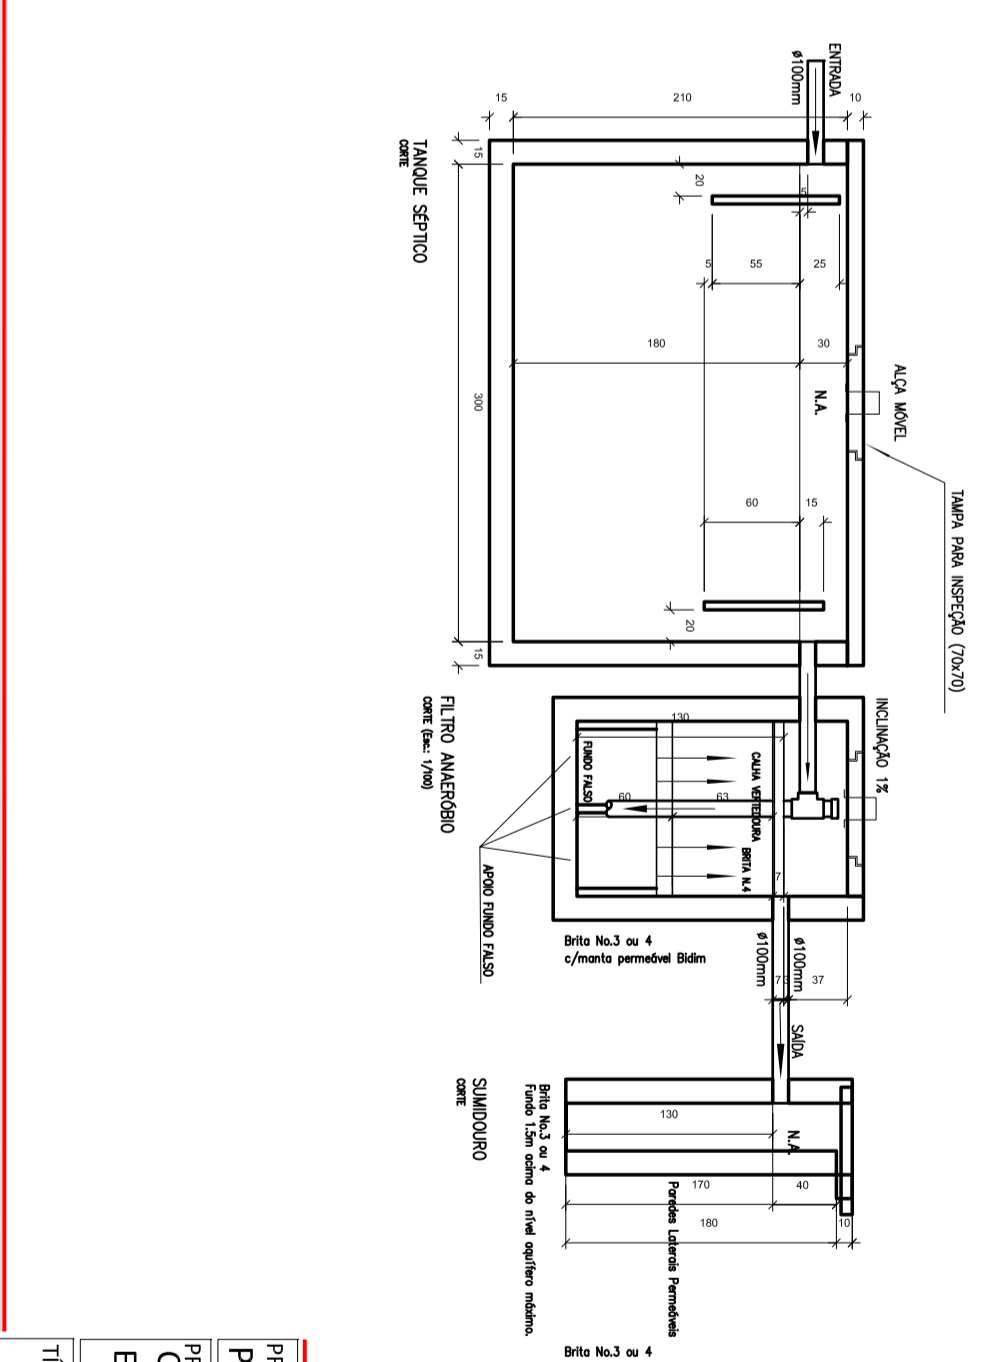 ENTRADA
Ø100mm
15
210
10
15
TANQUE SÉPTICO
CORTE
20
5
5
55
25
180
30
N.A.
ALÇA MÓVEL
TAMPA PARA INSPEÇÃO (70x70)
300
60
15
20
15
FILTRO ANAERÓBIO
CORTE (Esc.: 1/100)
INCLINAÇÃO 1%
130
FUNDO FALSO
CALHA VERTEDOURA
60
63
BRITA N.4
7
APOIO FUNDO FALSO
Brita No.3 ou 4
c/manta permeável Bidim
Ø100mm
Ø100mm
7
3
37
SAÍDA
SUMIDOURO
CORTE
Brita No.3 ou 4
Fundo 1.5m acima do nível aquífero máximo.
130
N.A.
170
40
180
10
Paredes Laterais Permeáveis
Brita No.3 ou 4